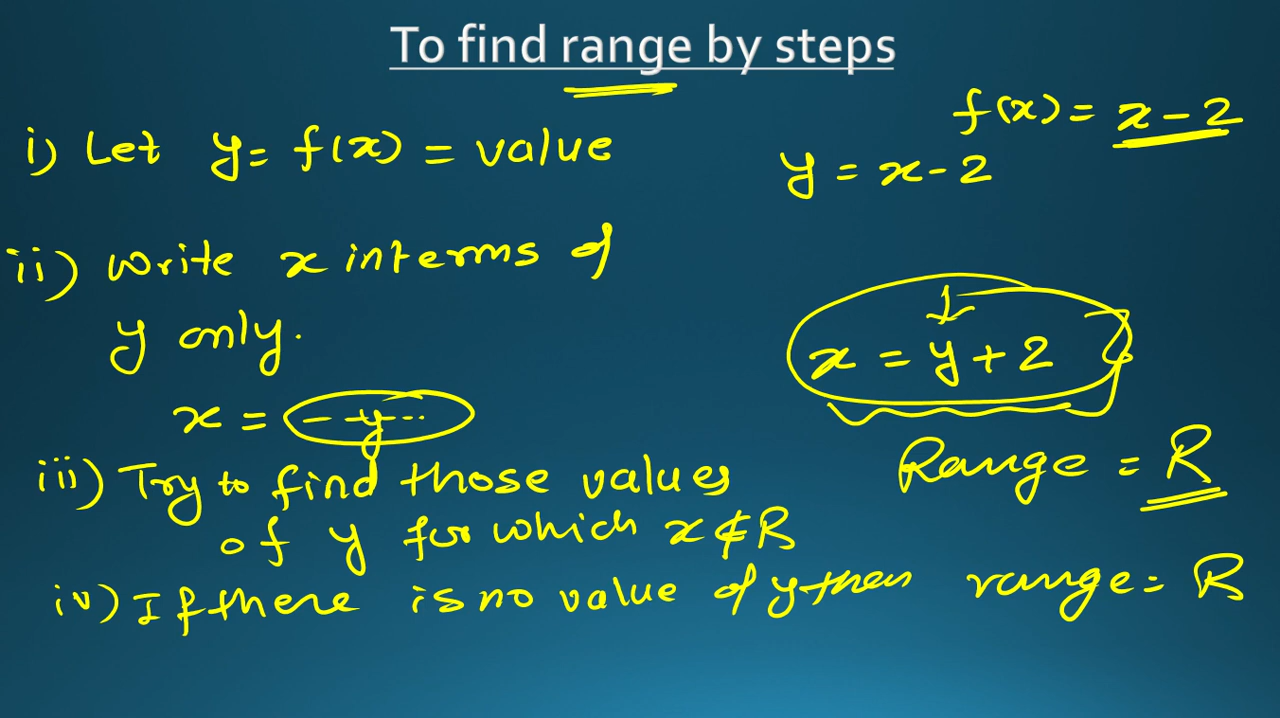 To find range by steps
i) Let y = f(x) = value
f(x) = x - 2
y = x - 2
ii) write x interms of
y only.
x = - - y - ...
x = y + 2
iii) Try to find those values
of y for which x ∉ R
Range = R
iv) If there is no value of y then range = R